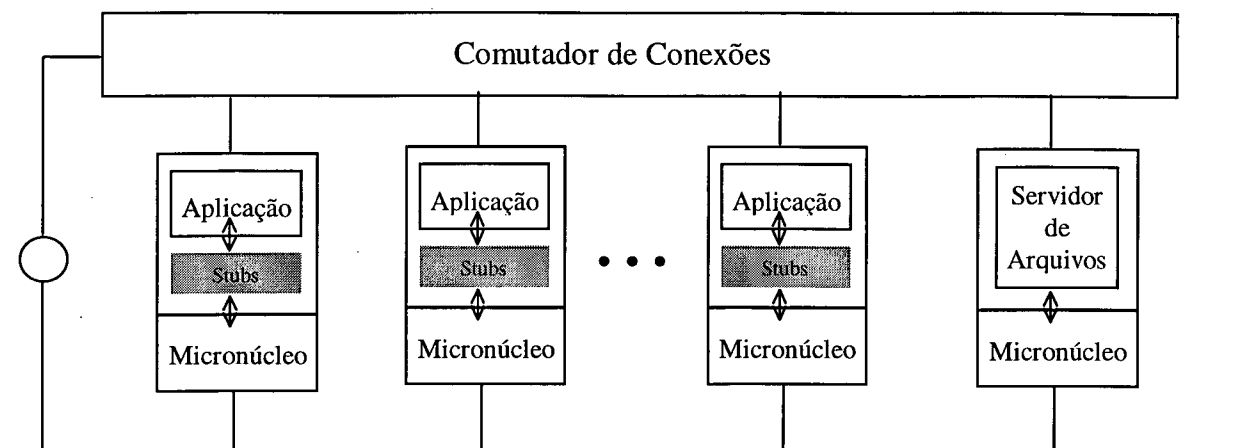 Comutador de Conexões
Aplicação
Stubs
Micronúcleo
Aplicação
Stubs
Micronúcleo
Aplicação
Stubs
Micronúcleo
Servidor
de
Arquivos
Micronúcleo